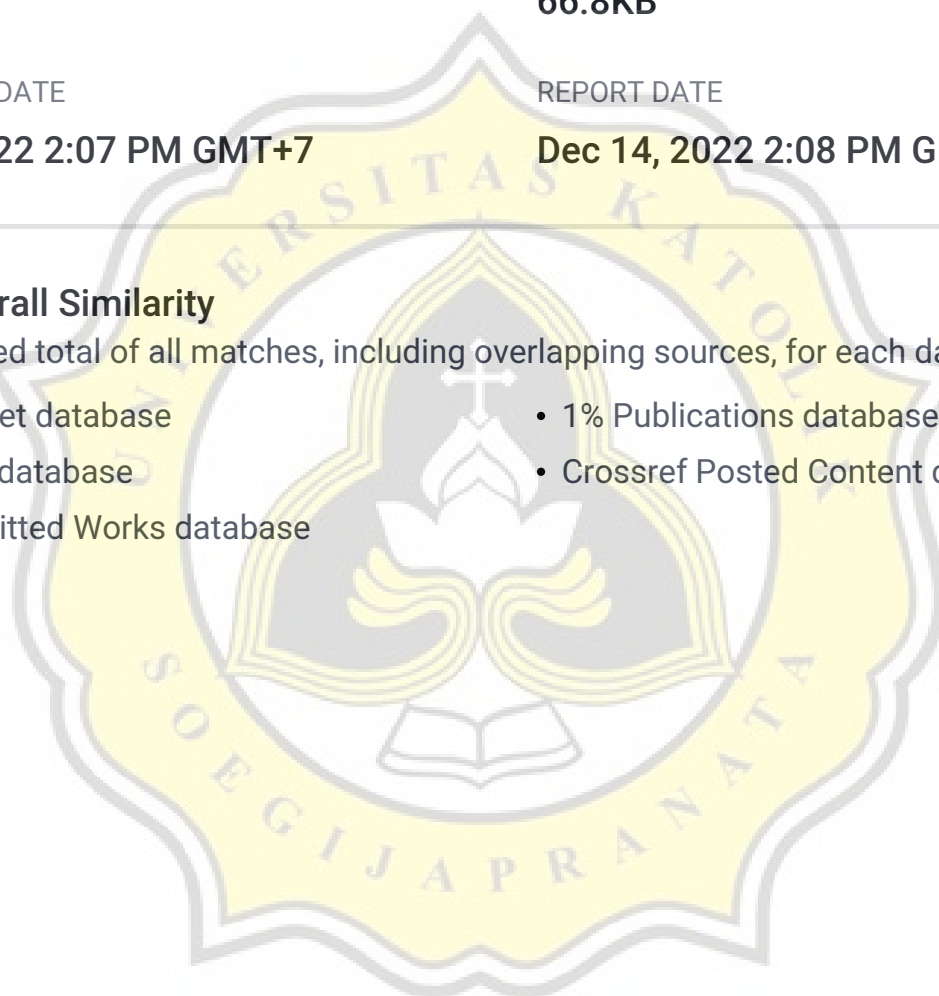 66.8KB
DATE REPORT DATE
22 2:07 PM GMT+7 Dec 14, 2022 2:08 PM G
rall Similarity
ed total of all matches, including overlapping sources, for each da
et database • 1% Publications database
database • Crossref Posted Content
itted Works database
UNIVERSITAS KATOLIK
SOEGIJAPRANATA